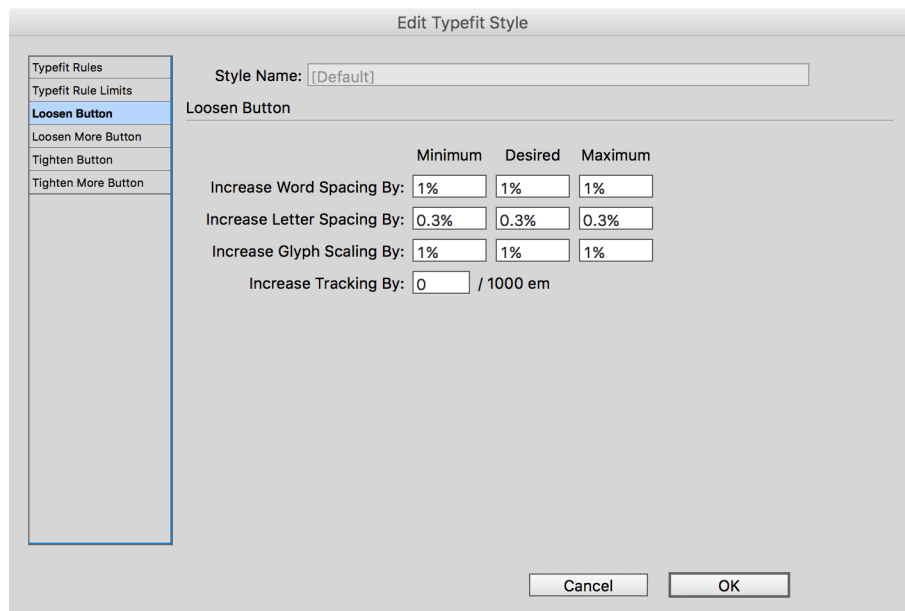 Edit Typefit Style
Typefit Rules
Typefit Rule Limits
Loosen Button
Loosen More Button
Tighten Button
Tighten More Button
Style Name: [Default]
Loosen Button
Minimum Desired Maximum
Increase Word Spacing By: 1% 1% 1%
Increase Letter Spacing By: 0.3% 0.3% 0.3%
Increase Glyph Scaling By: 1% 1% 1%
Increase Tracking By: 0 / 1000 em
Cancel OK